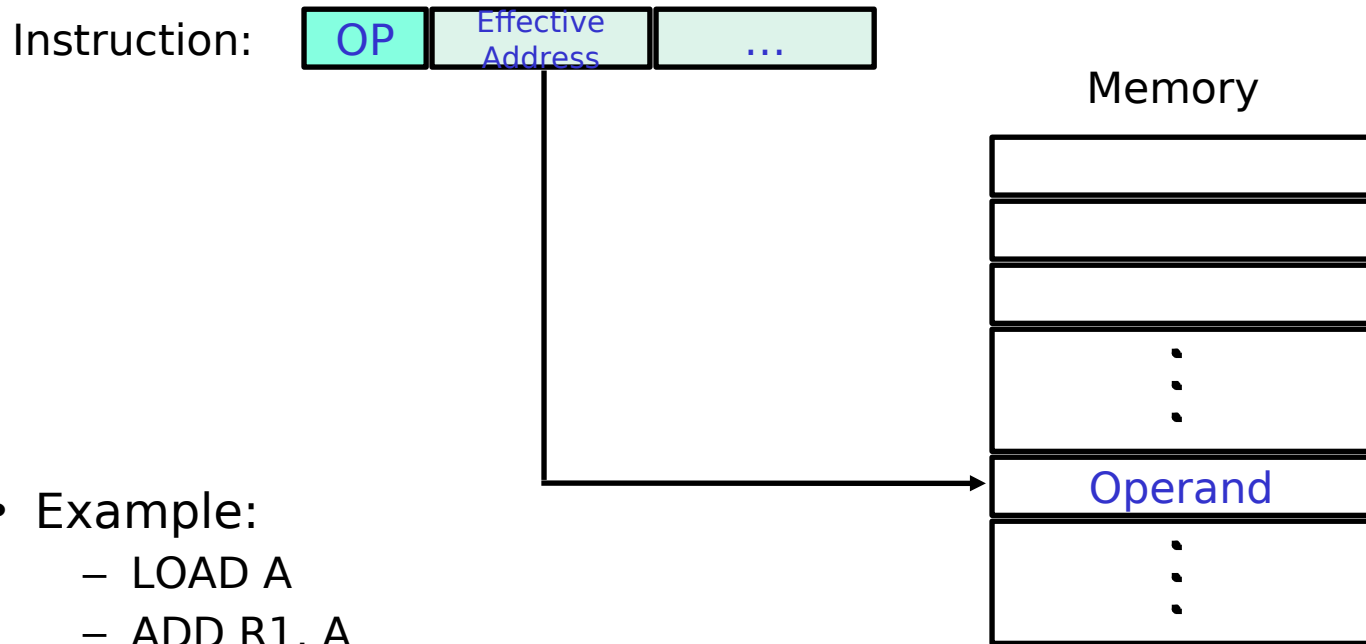 Instruction: OP Effective Address ...
Memory
Operand
• Example:
– LOAD A
– ADD R1, A